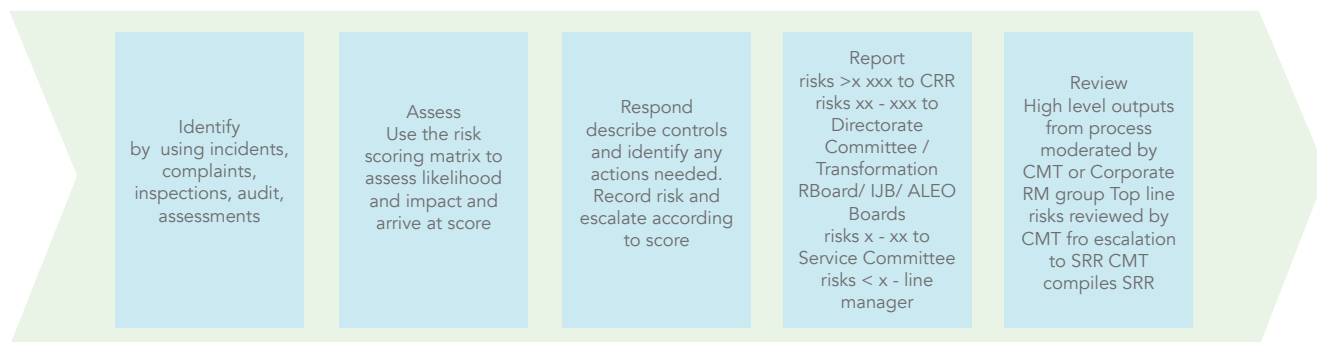 Identify
by  using incidents,
complaints,
inspections, audit,
assessments
Assess
Use the risk
scoring matrix to
assess likelihood
and impact and
arrive at score
Respond
describe controls
and identify any
actions needed.
Record risk and
escalate according
to score
Report
risks >x xxx to CRR
risks xx - xxx to
Directorate
Committee /
Transformation
RBoard/ IJB/ ALEO
Boards
risks x - xx to
Service Committee
risks < x - line
manager
Review
High level outputs
from process
moderated by
CMT or Corporate
RM group Top line
risks reviewed by
CMT fro escalation
to SRR CMT
compiles SRR